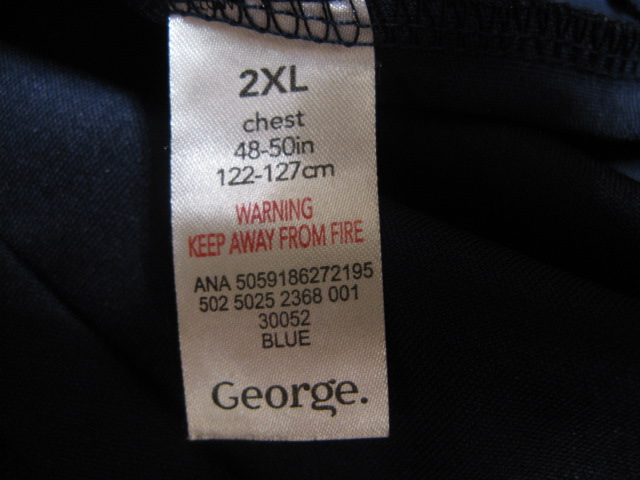 2XL
chest
48-50in
122-127cm
WARNING
KEEP AWAY FROM FIRE
ANA 5059186272195
502 5025 2368 001
30052
BLUE
George.